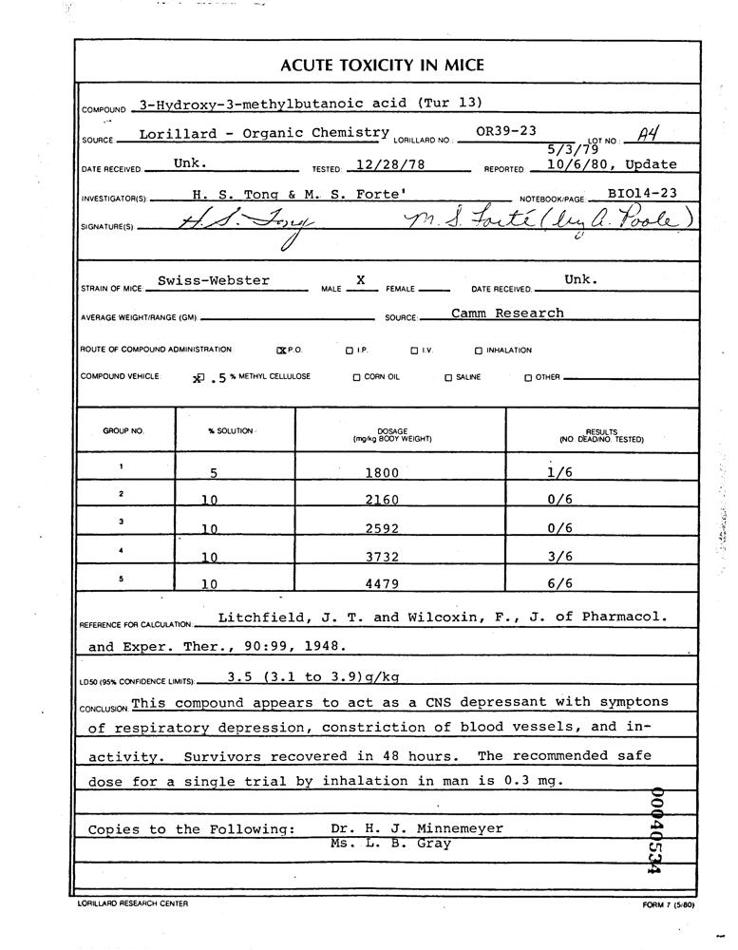 ACUTE TOXICITY IN MICE
COMPOUND 3-Hydroxy-3-methylbutanoic acid (Tur 13)
SOURCE Lorillard - Organic Chemistry LORILLARD NO.: OR39-23 LOT NO: A4
5/3/79
DATE RECEIVED Unk. TESTED: 12/28/78 REPORTED 10/6/80, Update
INVESTIGATOR(S) H. S. Tong & M. S. Forte' NOTEBOOK/PAGE BIO14-23
SIGNATURE(S) H. S. Tong M. S. Forté (by A. Poole)
STRAIN OF MICE: Swiss-Webster MALE X FEMALE DATE RECEIVED: Unk.
AVERAGE WEIGHT/RANGE (GM) SOURCE: Camm Research
ROUTE OF COMPOUND ADMINISTRATION X P.O. I.P. I.V. INHALATION
COMPOUND VEHICLE: X .5 % METHYL CELLULOSE CORN OIL SALINE OTHER
GROUP NO. % SOLUTION DOSAGE (mg/kg BODY WEIGHT) RESULTS (NO DEAD/NO. TESTED)
1 5 1800 1/6
2 10 2160 0/6
3 10 2592 0/6
4 10 3732 3/6
5 10 4479 6/6
REFERENCE FOR CALCULATION: Litchfield, J. T. and Wilcoxin, F., J. of Pharmacol.
and Exper. Ther., 90:99, 1948.
LD50 (95% CONFIDENCE LIMITS): 3.5 (3.1 to 3.9)g/kg
CONCLUSION: This compound appears to act as a CNS depressant with symptons
of respiratory depression, constriction of blood vessels, and in-
activity. Survivors recovered in 48 hours. The recommended safe
dose for a single trial by inhalation in man is 0.3 mg.
Copies to the Following: Dr. H. J. Minnemeyer
Ms. L. B. Gray
00040534
LORILLARD RESEARCH CENTER FORM 7 (5/80)